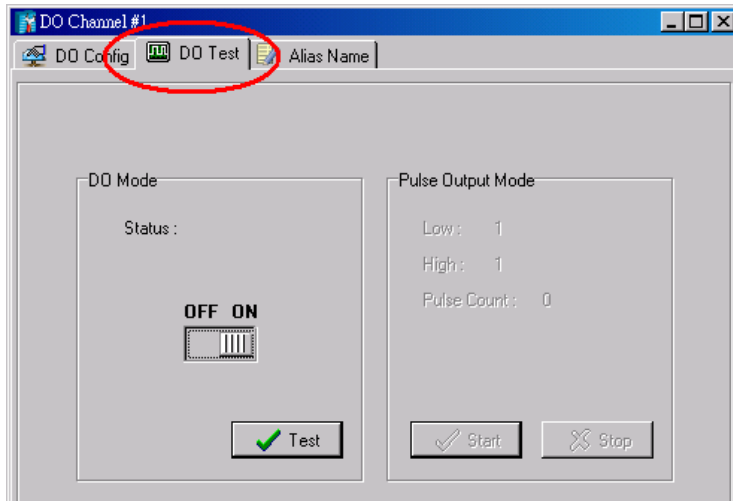 DO Channel #1
DO Config DO Test Alias Name
DO Mode
Status :
OFF ON
Test
Pulse Output Mode
Low : 1
High : 1
Pulse Count : 0
Start Stop